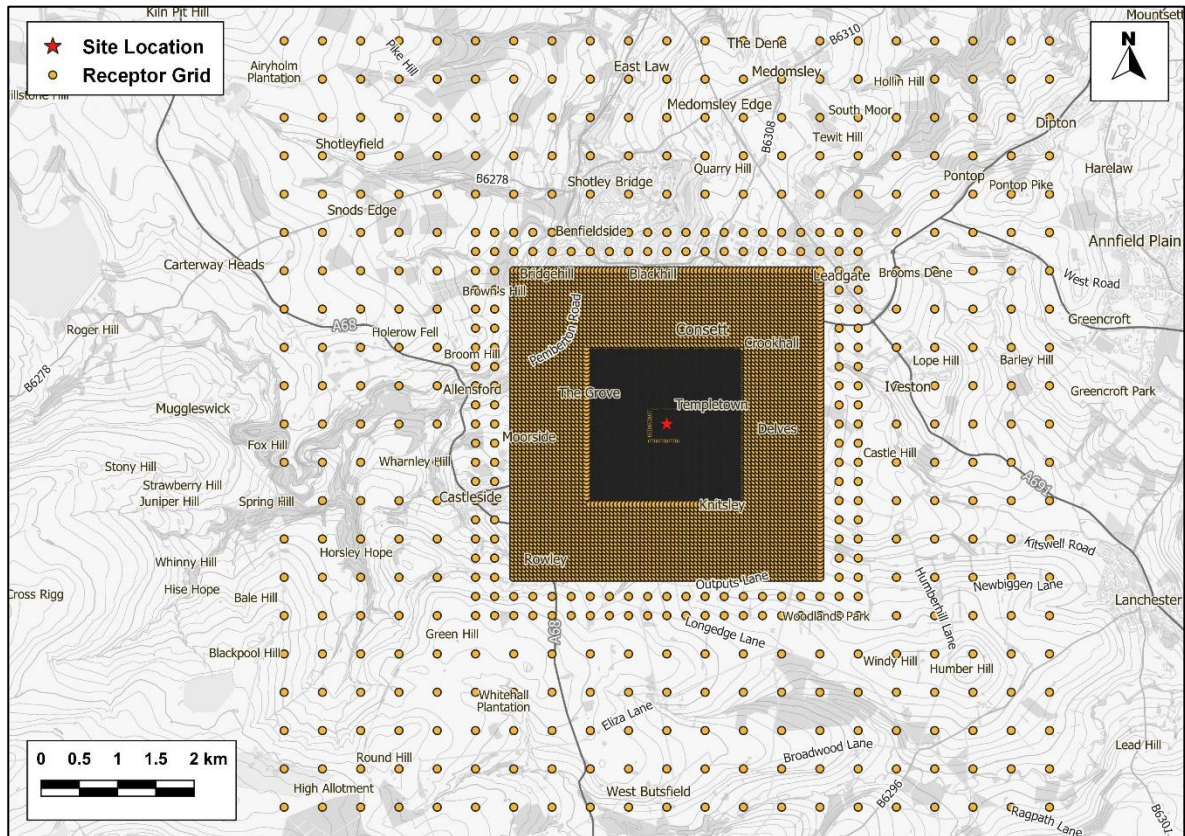 Kiln Pit Hill
Mountsett
Site Location
Receptor Grid
N
Pike Hill
The Dene
B6310
Airyholm
Plantation
East Law
Medomsley
Hollin Hill
Medomsley Edge
South Moor
Dipton
Shotleyfield
B6308
Tewit Hill
Harelaw
B6278
Shotley Bridge
Quarry Hill
Pontop
Pontop Pike
Snods Edge
Benfieldside
Annfield Plain
Carterway Heads
Bridgehill
Blackhill
Leadgate
Brooms Dene
West Road
Brown's Hill
Roger Hill
A68
Holerow Fell
Pemberton Road
Consett
Crookhall
Greencroft
Broom Hill
Lope Hill
Barley Hill
B6278
Allensford
The Grove
Iveston
Greencroft Park
Muggleswick
Templetown
Fox Hill
Moorside
Delves
Stony Hill
Wharnley Hill
Castle Hill
Strawberry Hill
Juniper Hill
Spring Hill
Castleside
Knitsley
A691
Whinny Hill
Horsley Hope
Rowley
Kitswell Road
Cross Rigg
Hise Hope
Bale Hill
Outputs Lane
Newbiggen Lane
Lanchester
Humberhill Lane
Green Hill
A68
Longedge Lane
Woodlands Park
Blackpool Hill
Windy Hill
Humber Hill
Whitehall
Plantation
Eliza Lane
Broadwood Lane
Lead Hill
0 0.5 1 1.5 2 km
Round Hill
High Allotment
West Butsfield
B6296
Ragpath Lane
B6301